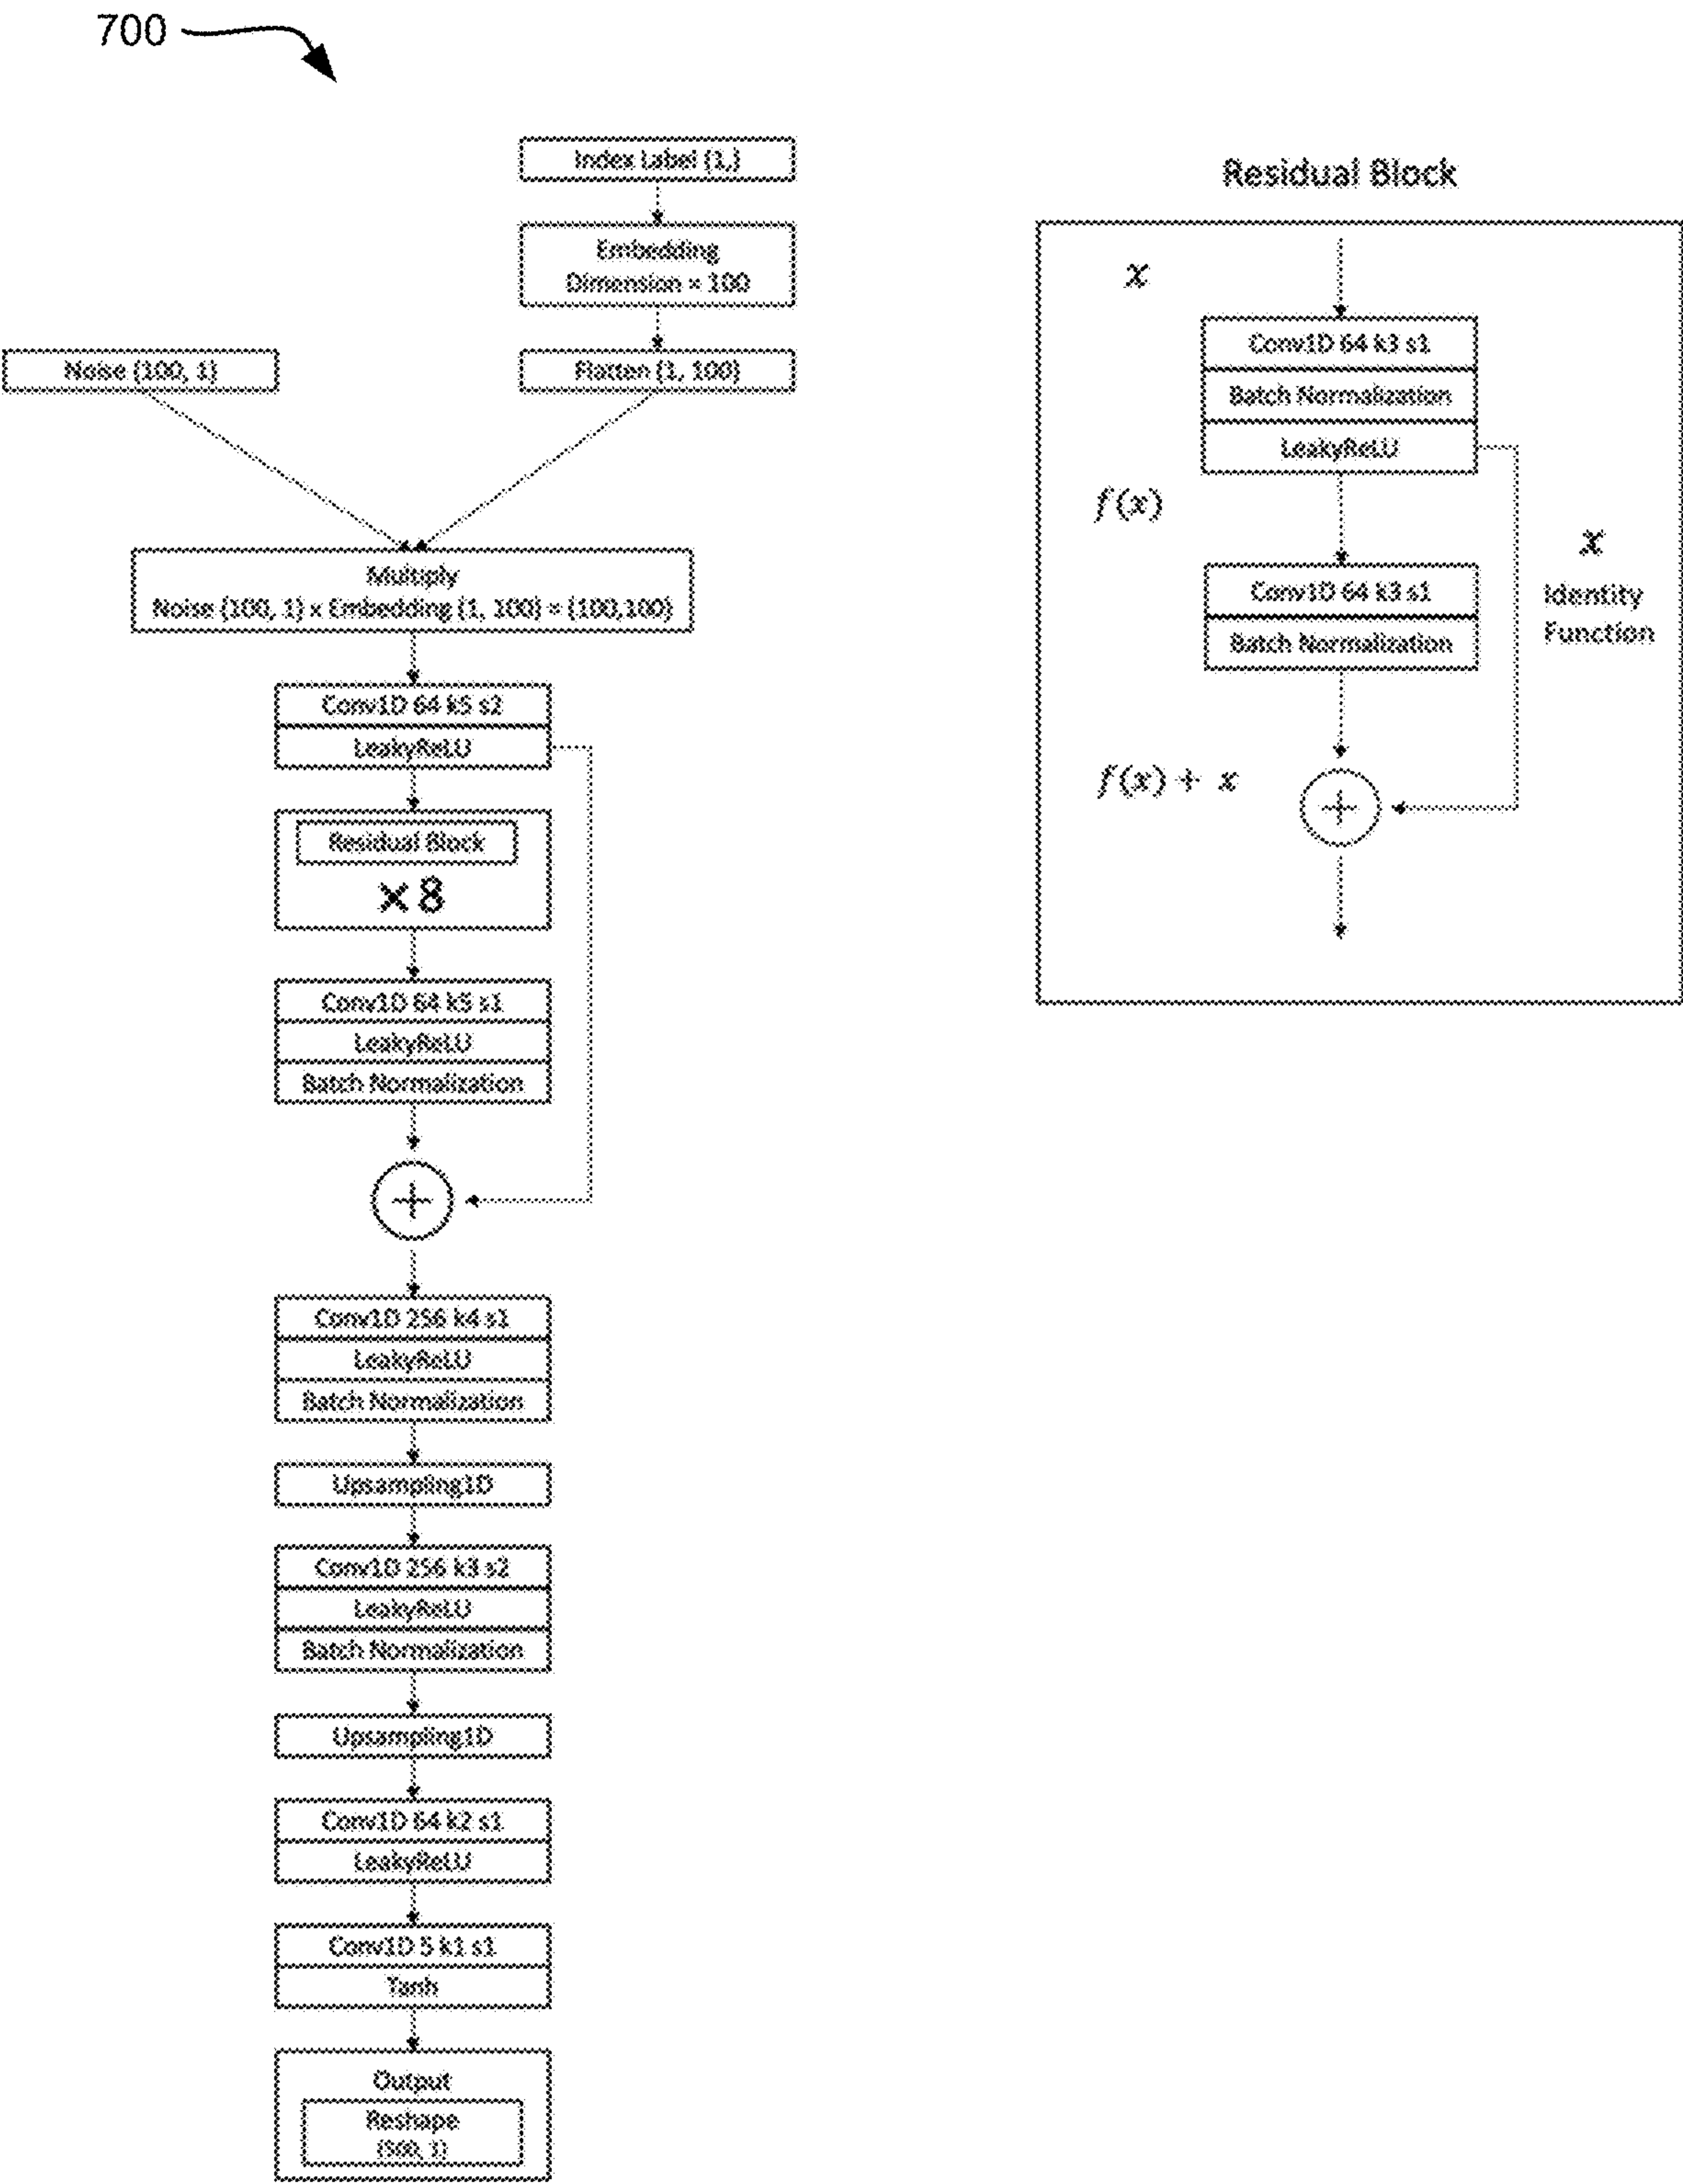 700
Index Label (1,)
Embedding
Dimension = 100
Noise (100, 1)
Flatten (1, 100)
Multiply
Noise (100, 1) x Embedding (1, 100) = (100,100)
Conv1D 64 k5 s2
LeakyReLU
Residual Block
× 8
Conv1D 64 k5 s1
LeakyReLU
Batch Normalization
+
Conv1D 256 k4 s1
LeakyReLU
Batch Normalization
Upsampling1D
Conv1D 256 k3 s2
LeakyReLU
Batch Normalization
Upsampling1D
Conv1D 64 k2 s1
LeakyReLU
Conv1D 5 k1 s1
Tanh
Output
Reshape
(500, 1)
Residual Block
x
Conv1D 64 k3 s1
Batch Normalization
LeakyReLU
f(x)
x
Identity
Function
Conv1D 64 k3 s1
Batch Normalization
f(x) + x
+